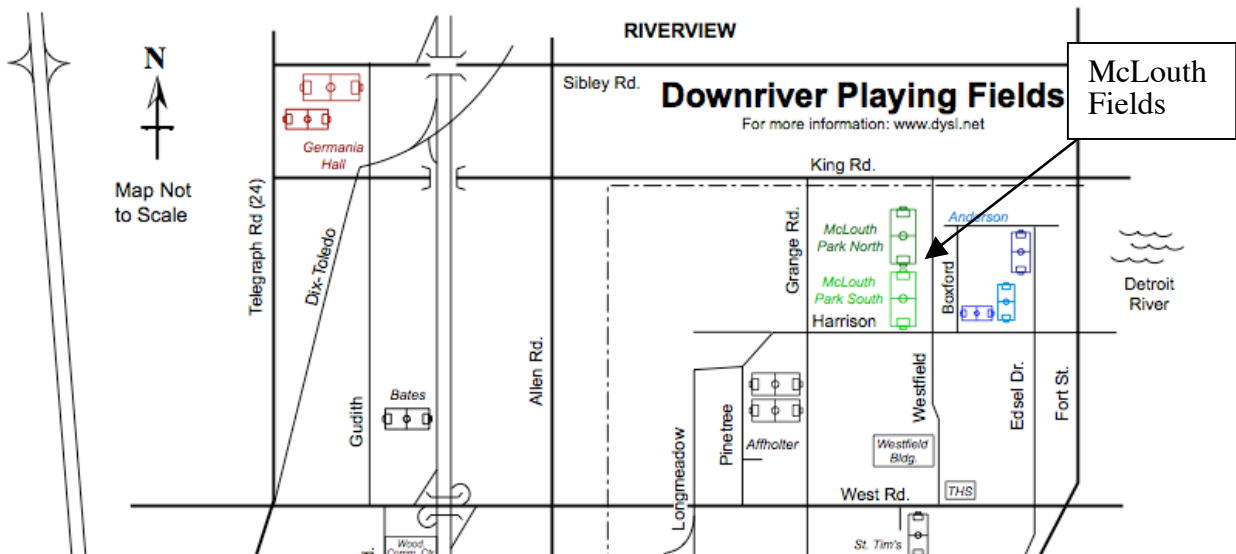 RIVERVIEW
N
Sibley Rd.
Downriver Playing Fields
For more information: www.dysl.net
McLouth
Fields
Germania
Hall
King Rd.
Map Not
to Scale
Telegraph Rd (24)
Dix-Toledo
Grange Rd.
McLouth
Park North
Anderson
McLouth
Park South
Boxford
Harrison
Detroit
River
Allen Rd.
Gudith
Bates
Westfield
Edsel Dr.
Fort St.
Longmeadow
Pinetree
Affholter
Westfield
Bldg.
West Rd.
THS
Wood.
Comm. Ctr
St. Tim's